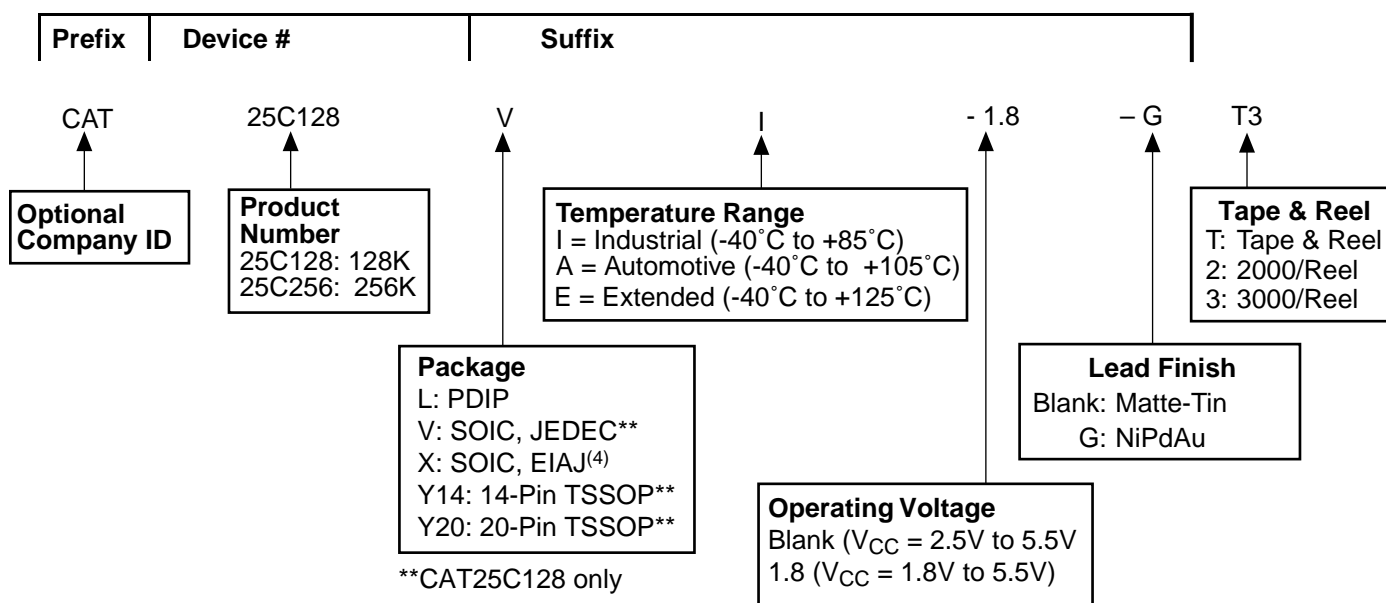 Prefix Device # Suffix
CAT 25C128 V I - 1.8 – G T3
Optional
Company ID
Product
Number
25C128: 128K
25C256: 256K
Temperature Range
I = Industrial (-40˚C to +85˚C)
A = Automotive (-40˚C to +105˚C)
E = Extended (-40˚C to +125˚C)
Tape & Reel
T: Tape & Reel
2: 2000/Reel
3: 3000/Reel
Package
L: PDIP
V: SOIC, JEDEC**
X: SOIC, EIAJ(4)
Y14: 14-Pin TSSOP**
Y20: 20-Pin TSSOP**
**CAT25C128 only
Lead Finish
Blank: Matte-Tin
G: NiPdAu
Operating Voltage
Blank (VCC = 2.5V to 5.5V
1.8 (VCC = 1.8V to 5.5V)